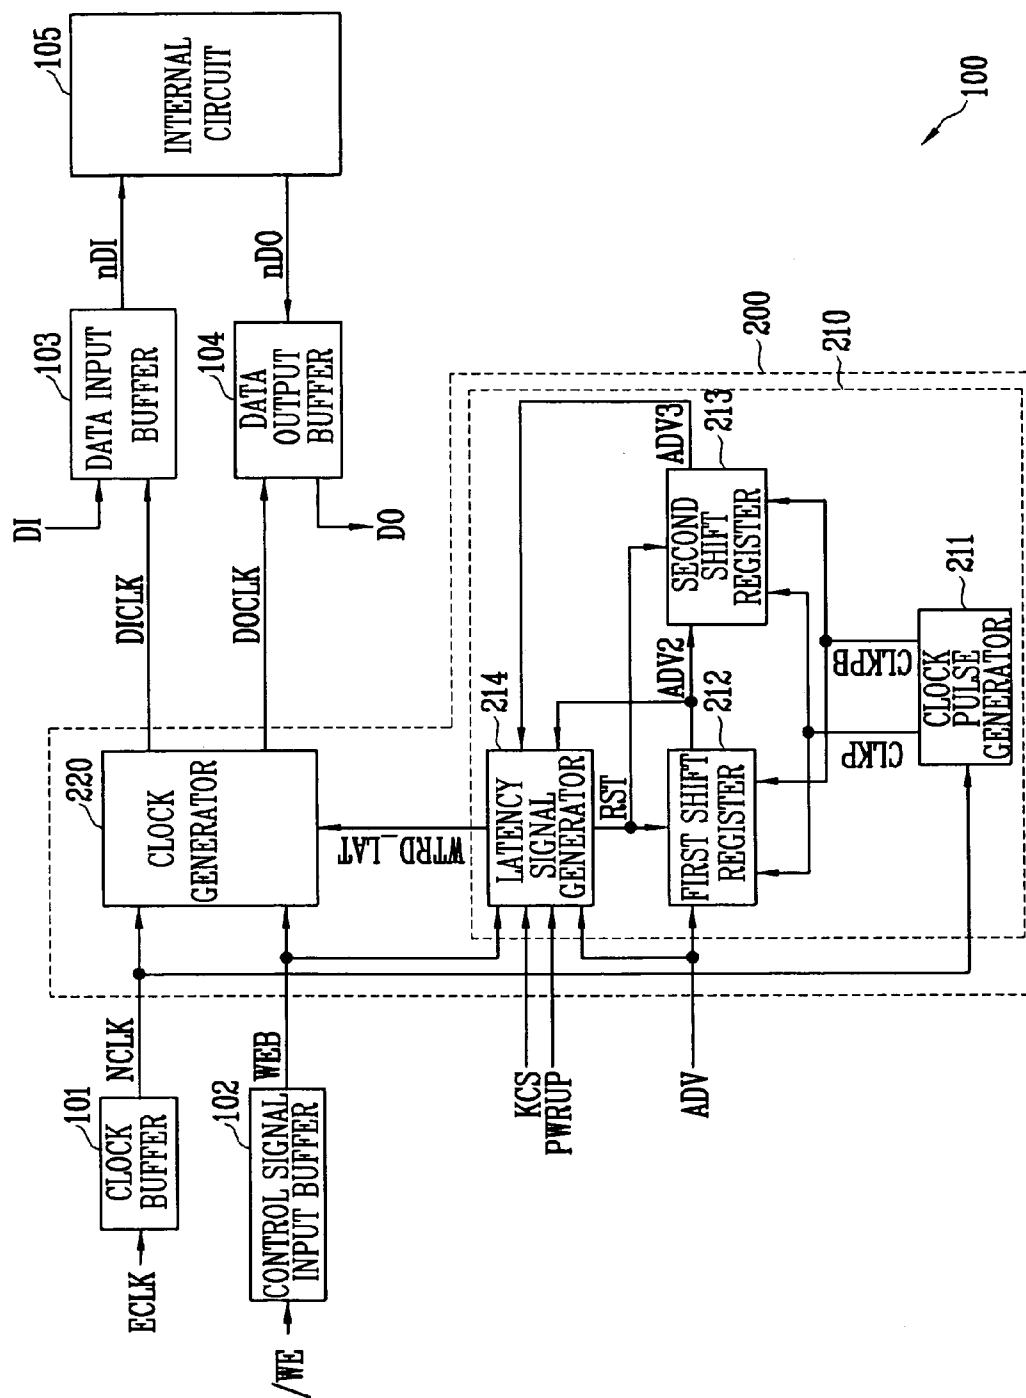 100
ECLK
101
CLOCK
BUFFER
NCLK
220
CLOCK
GENERATOR
DICLK
DI
103
DATA INPUT
BUFFER
nDI
105
INTERNAL
CIRCUIT
/WE
102
CONTROL SIGNAL
INPUT BUFFER
WEB
DOCLK
104
DATA
OUTPUT
BUFFER
nDO
DO
WTRD_LAT
200
210
KCS
PWRUP
214
LATENCY
SIGNAL
GENERATOR
RST
ADV3
ADV
212
FIRST SHIFT
REGISTER
ADV2
213
SECOND
SHIFT
REGISTER
CLKP
CLKPB
211
CLOCK
PULSE
GENERATOR